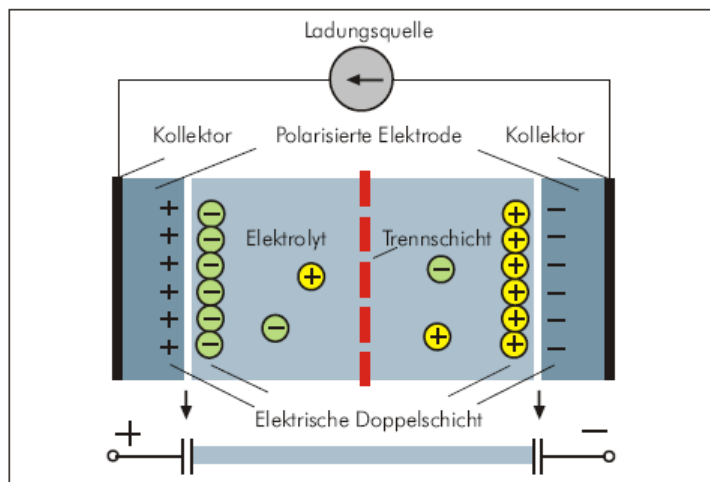 Ladungsquelle
Kollektor
Polarisierte Elektrode
Kollektor
Elektrolyt
Trennschicht
Elektrische Doppelschicht